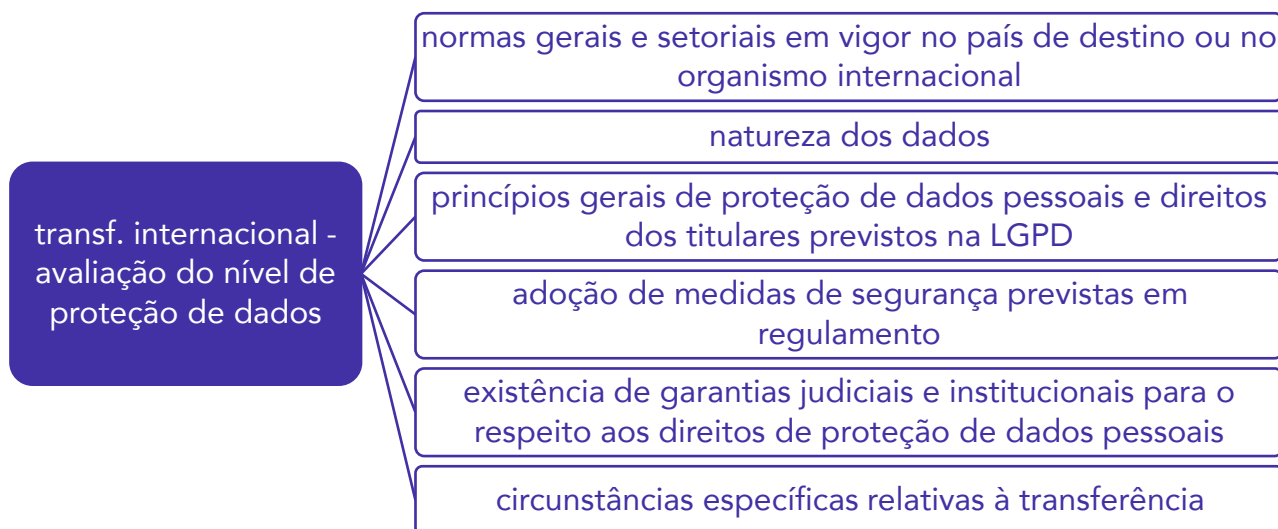 transf. internacional -
avaliação do nível de
proteção de dados
normas gerais e setoriais em vigor no país de destino ou no
organismo internacional
natureza dos dados
princípios gerais de proteção de dados pessoais e direitos
dos titulares previstos na LGPD
adoção de medidas de segurança previstas em
regulamento
existência de garantias judiciais e institucionais para o
respeito aos direitos de proteção de dados pessoais
circunstâncias específicas relativas à transferência